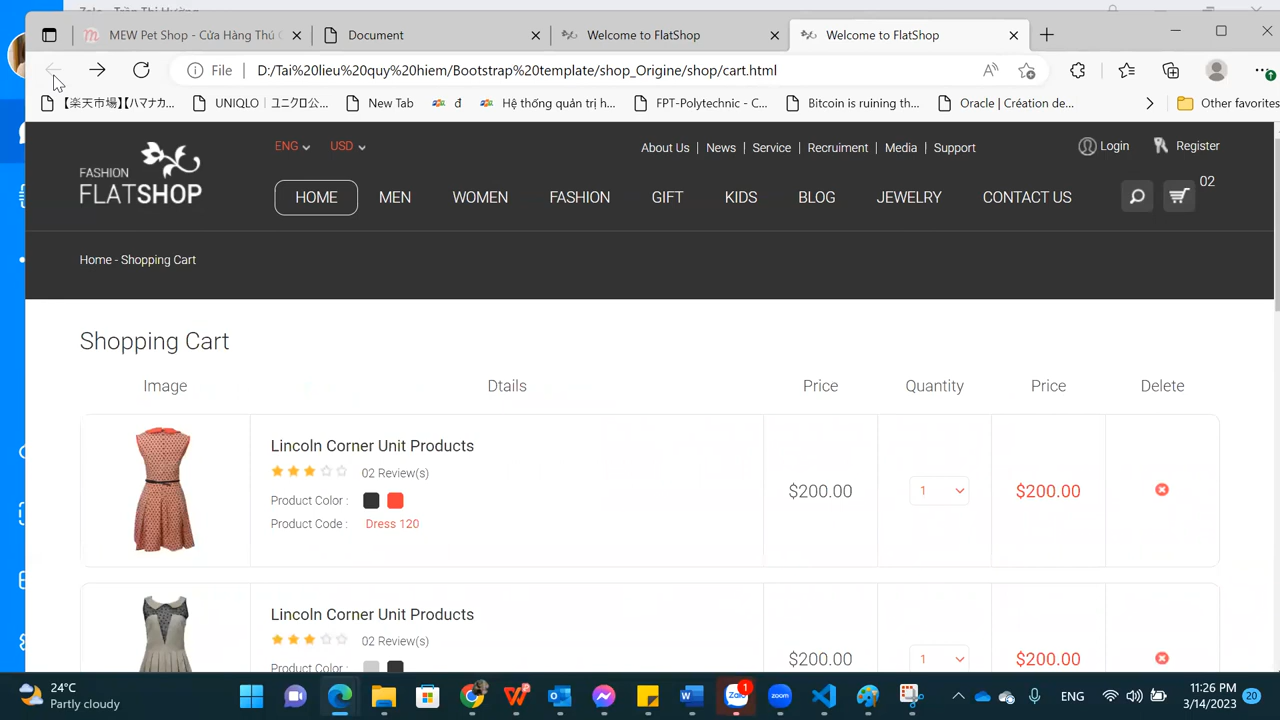 MEW Pet Shop - Cửa Hàng Thú C
Document
Welcome to FlatShop
Welcome to FlatShop
File
D:/Tai%20lieu%20quy%20hiem/Bootstrap%20template/shop_Origine/shop/cart.html
【楽天市場】【ハマナカ...
UNIQLO｜ユニクロ公...
New Tab
đ
Hệ thống quản trị h...
FPT-Polytechnic - C...
Bitcoin is ruining th...
Oracle | Création de...
Other favorites
FASHION
FLATSHOP
ENG
USD
About Us | News | Service | Recruiment | Media | Support
Login
Register
HOME MEN WOMEN FASHION GIFT KIDS BLOG JEWELRY CONTACT US
02
Home - Shopping Cart
Shopping Cart
Image Dtails Price Quantity Price Delete
Lincoln Corner Unit Products
02 Review(s)
Product Color :
Product Code : Dress 120
$200.00
1
$200.00
Lincoln Corner Unit Products
02 Review(s)
Product Color :
$200.00
1
$200.00
24°C
Partly cloudy
Zalo
1
zoom
ENG
11:26 PM
3/14/2023
20